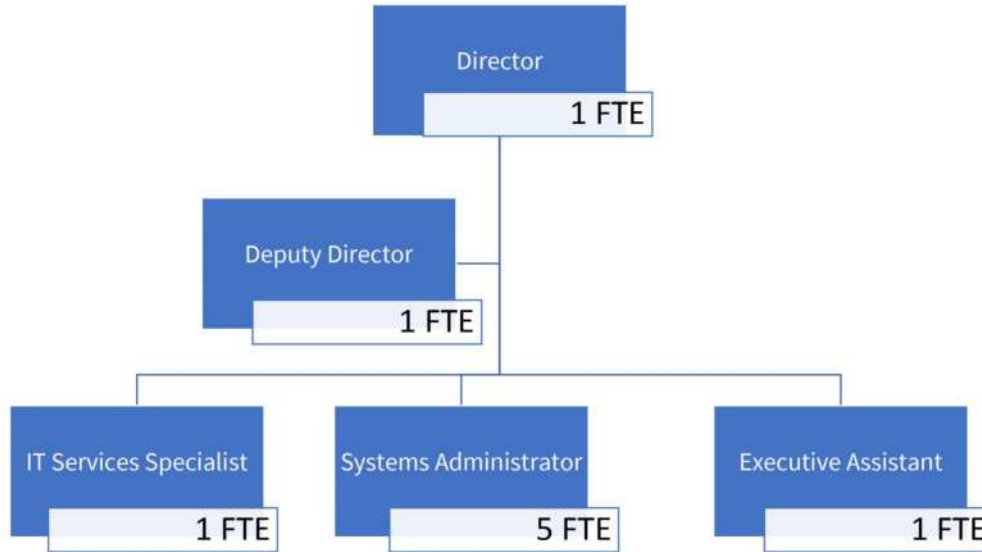 Director
1 FTE
Deputy Director
1 FTE
IT Services Specialist
1 FTE
Systems Administrator
5 FTE
Executive Assistant
1 FTE